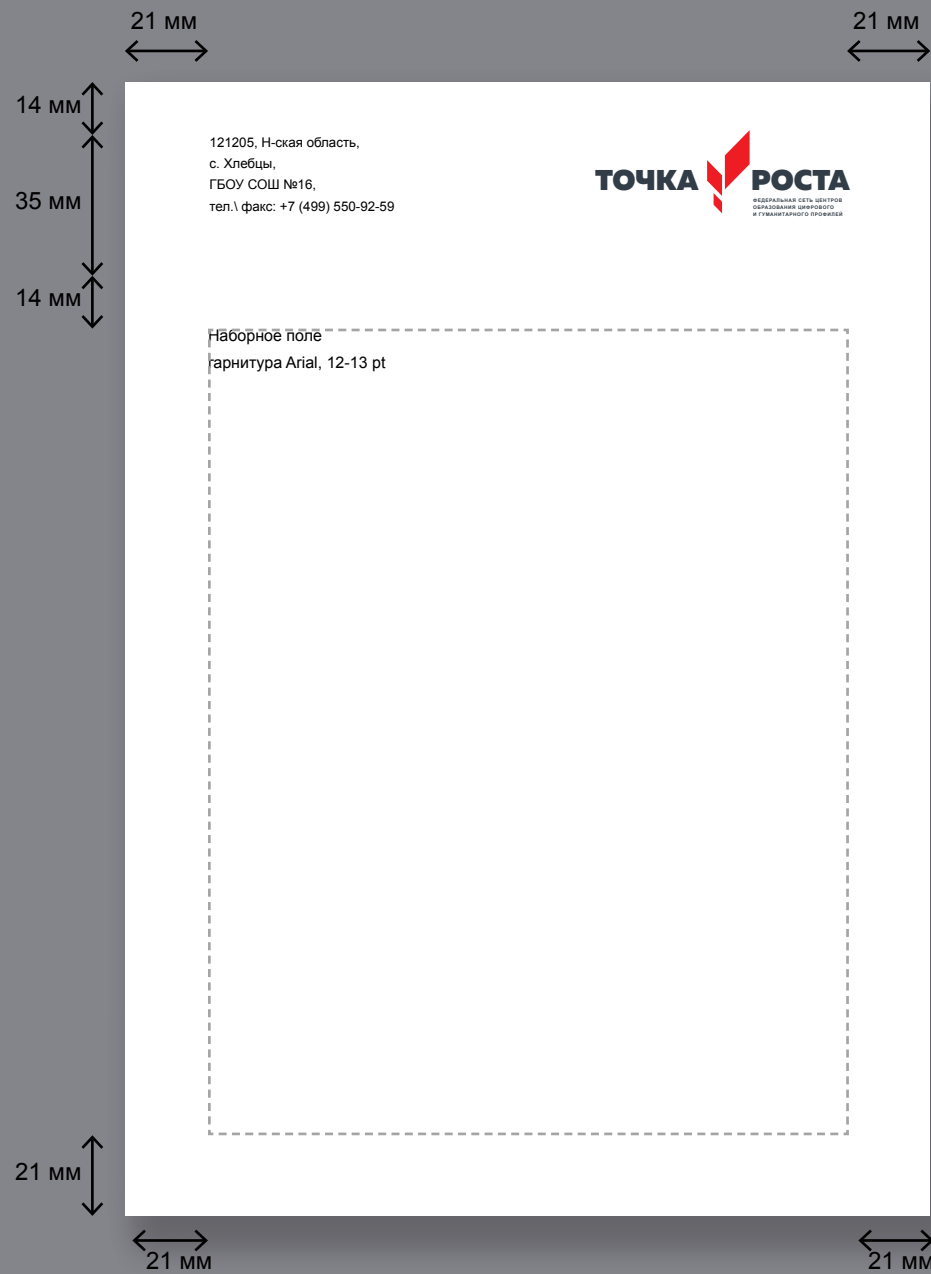 21 мм
21 мм
14 мм
35 мм
14 мм
121205, Н-ская область,
с. Хлебцы,
ГБОУ СОШ №16,
тел.\ факс: +7 (499) 550-92-59
ТОЧКА РОСТА
ФЕДЕРАЛЬНАЯ СЕТЬ ЦЕНТРОВ
ОБРАЗОВАНИЯ ЦИФРОВОГО
И ГУМАНИТАРНОГО ПРОФИЛЕЙ
Наборное поле
гарнитура Arial, 12-13 pt
21 мм
21 мм
21 мм